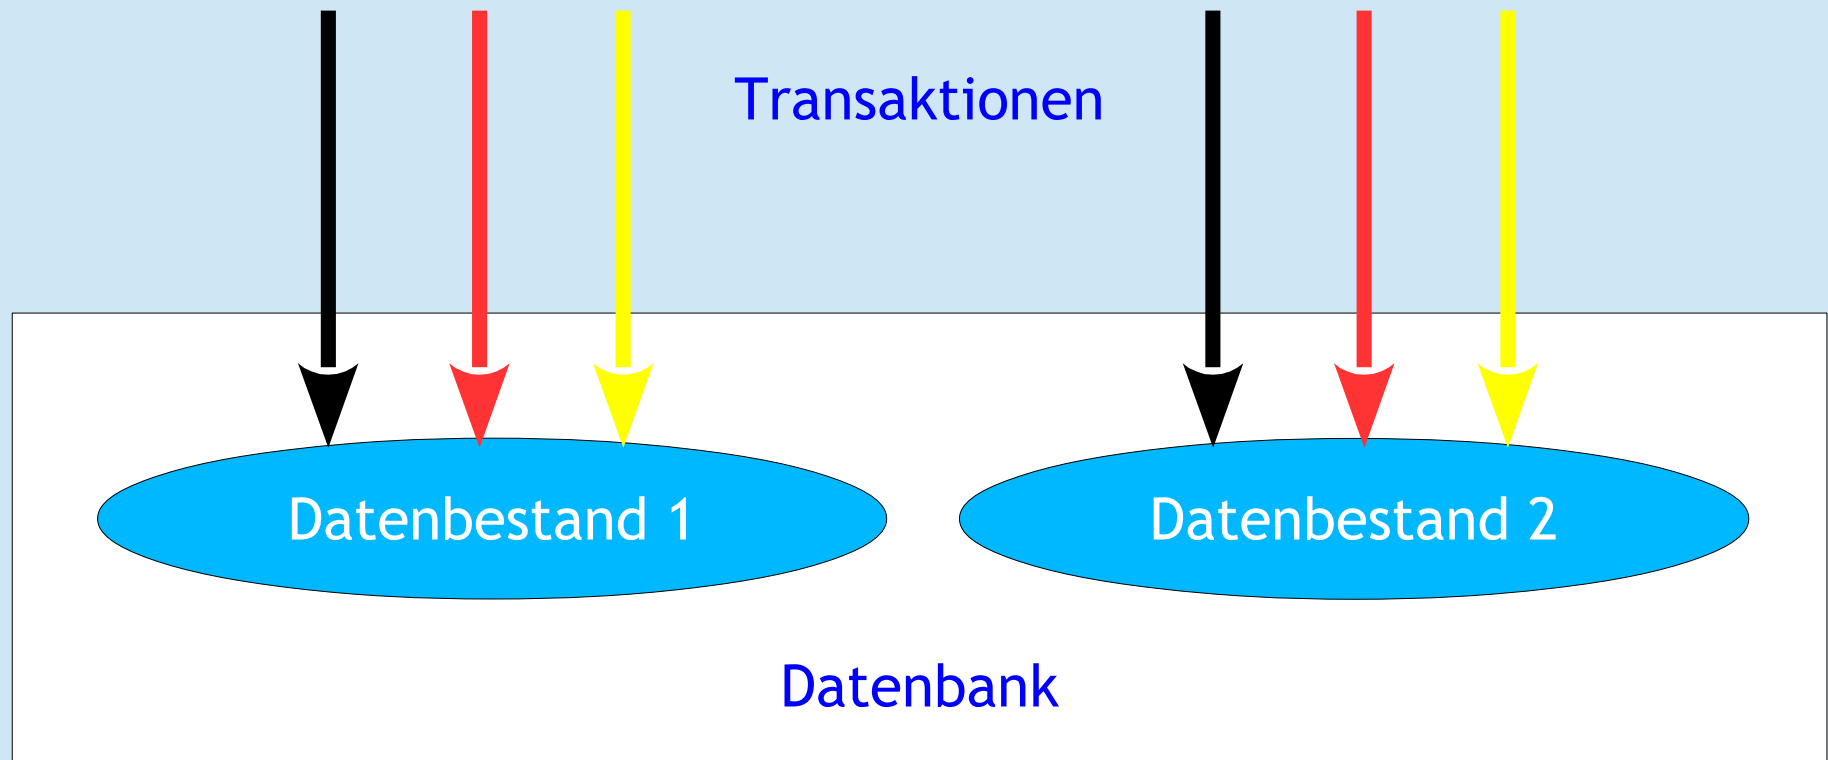 Transaktionen
Datenbestand 1
Datenbestand 2
Datenbank